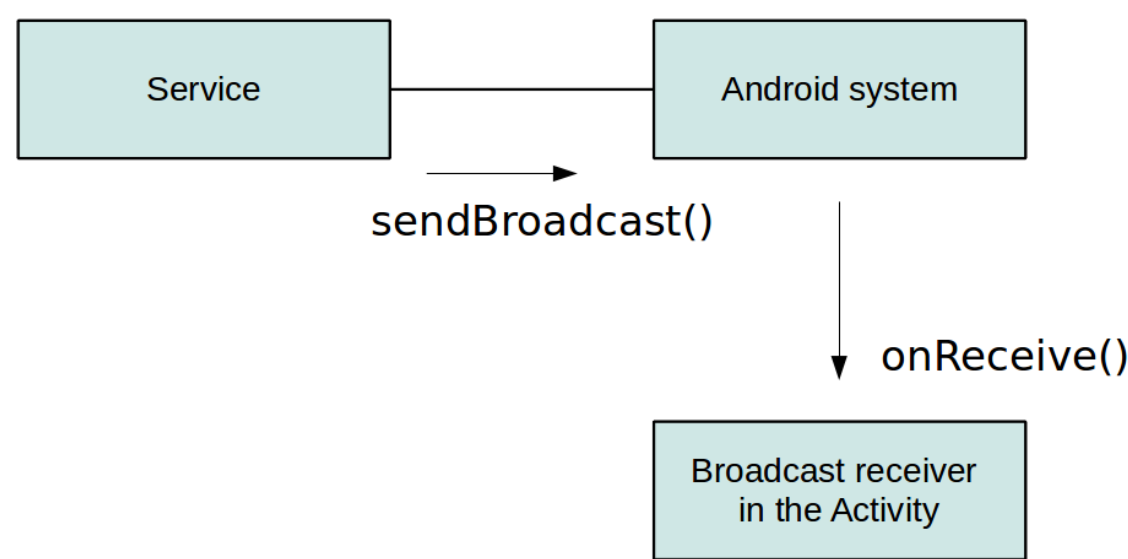 Service
Android system
sendBroadcast()
onReceive()
Broadcast receiver
in the Activity